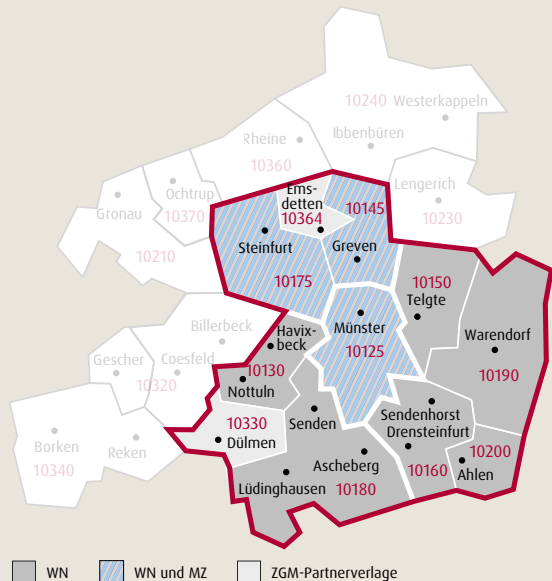 10240 Westerkappeln
Ibbenbüren
Rheine
10360
Ochtrup
10370
Gronau
10210
Lengerich
10230
Ems-
detten
10364
10145
Steinfurt
Greven
10175
10150
Telgte
Billerbeck
Havix-
beck
Münster
10125
Warendorf
10190
Gescher
Coesfeld
10320
10130
Nottuln
10330
Dülmen
Senden
Sendenhorst
Drensteinfurt
Borken
10340
Reken
Ascheberg
Lüdinghausen
10180
10160
10200
Ahlen
WN
WN und MZ
ZGM-Partnerverlage